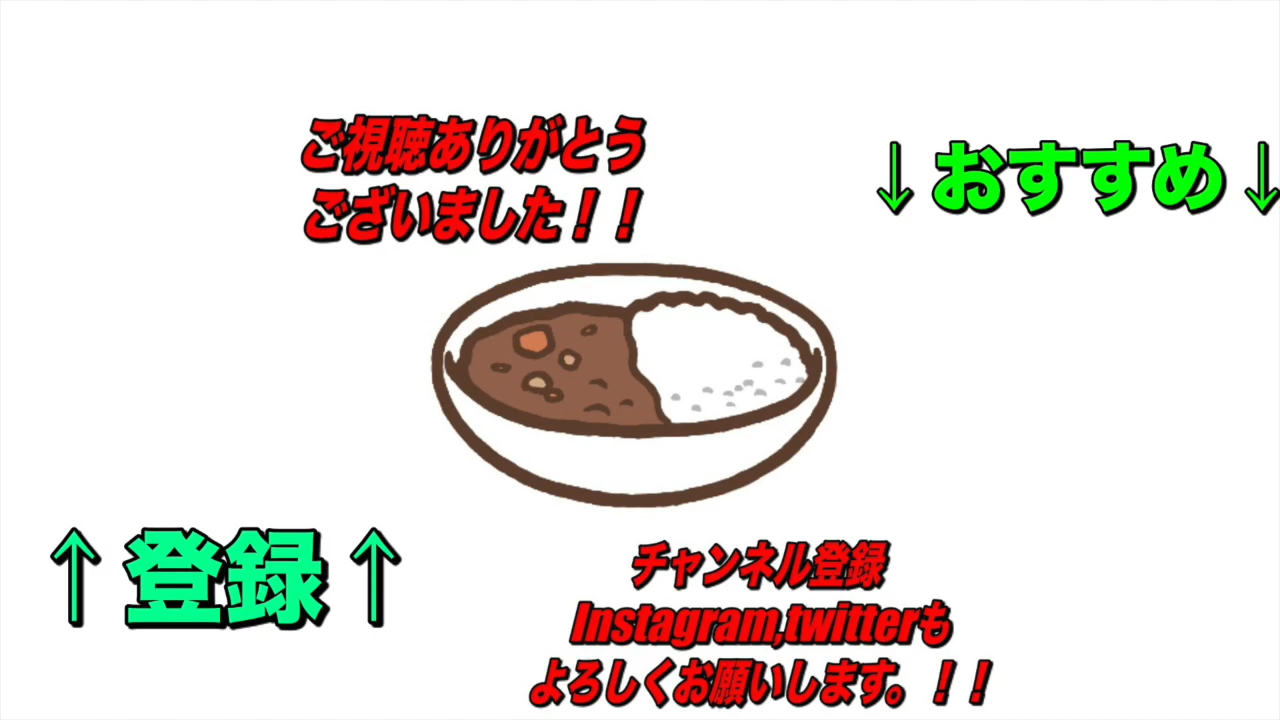 ご視聴ありがとう
ございました！！
↓おすすめ↓
↑登録↑
チャンネル登録
Instagram,twitterも
よろしくお願いします。！！